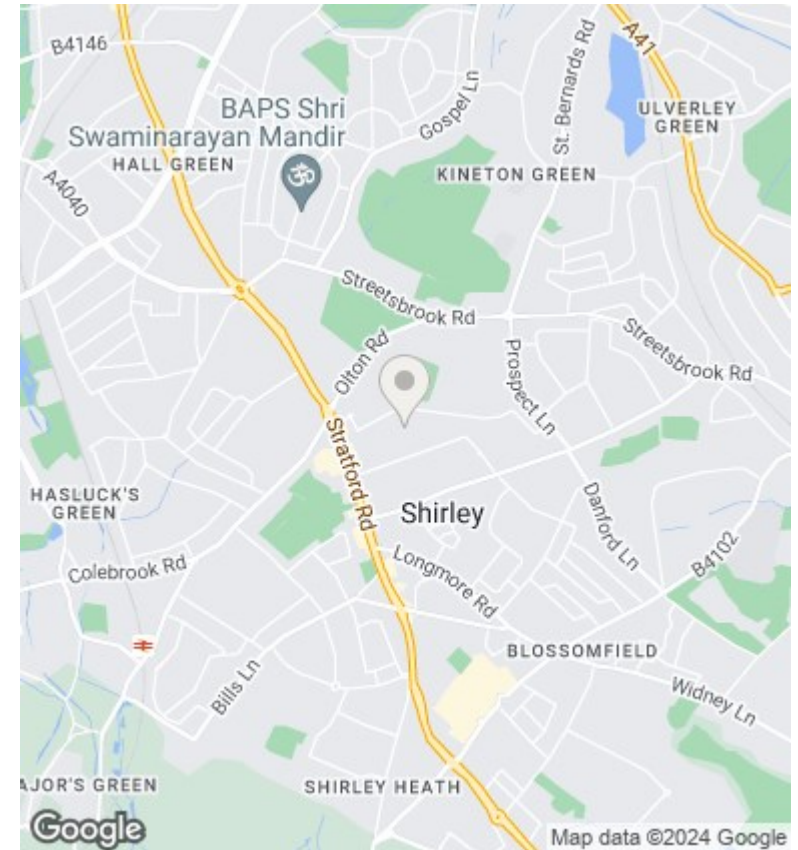 B4146
A41
BAPS Shri
Swaminarayan Mandir
HALL GREEN
Gospel Ln
St. Bernards Rd
ULVERLEY
GREEN
KINETON GREEN
A4040
Streetsbrook Rd
Olton Rd
Prospect Ln
Streetsbrook Rd
Stratford Rd
HASLUCK'S
GREEN
Shirley
Danford Ln
B4102
Colebrook Rd
Longmore Rd
BLOSSOMFIELD
Bills Ln
Widney Ln
AJOR'S GREEN
SHIRLEY HEATH
Google
Map data ©2024 Google